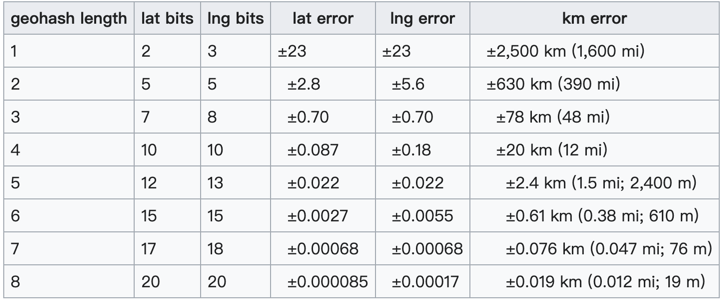 geohash length lat bits lng bits lat error lng error km error
1 2 3 ±23 ±23 ±2,500 km (1,600 mi)
2 5 5 ±2.8 ±5.6 ±630 km (390 mi)
3 7 8 ±0.70 ±0.70 ±78 km (48 mi)
4 10 10 ±0.087 ±0.18 ±20 km (12 mi)
5 12 13 ±0.022 ±0.022 ±2.4 km (1.5 mi; 2,400 m)
6 15 15 ±0.0027 ±0.0055 ±0.61 km (0.38 mi; 610 m)
7 17 18 ±0.00068 ±0.00068 ±0.076 km (0.047 mi; 76 m)
8 20 20 ±0.000085 ±0.00017 ±0.019 km (0.012 mi; 19 m)